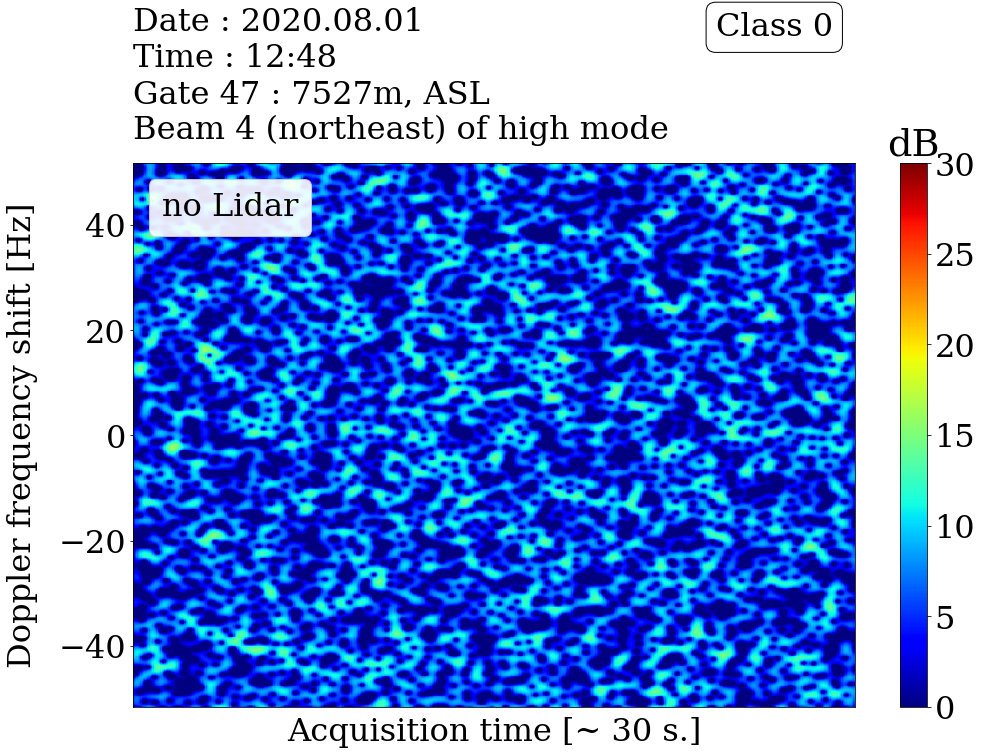 Date : 2020.08.01
Time : 12:48
Gate 47 : 7527m, ASL
Beam 4 (northeast) of high mode
Class 0
dB
no Lidar
Doppler frequency shift [Hz]
40
20
0
−20
−40
30
25
20
15
10
5
0
Acquisition time [~ 30 s.]